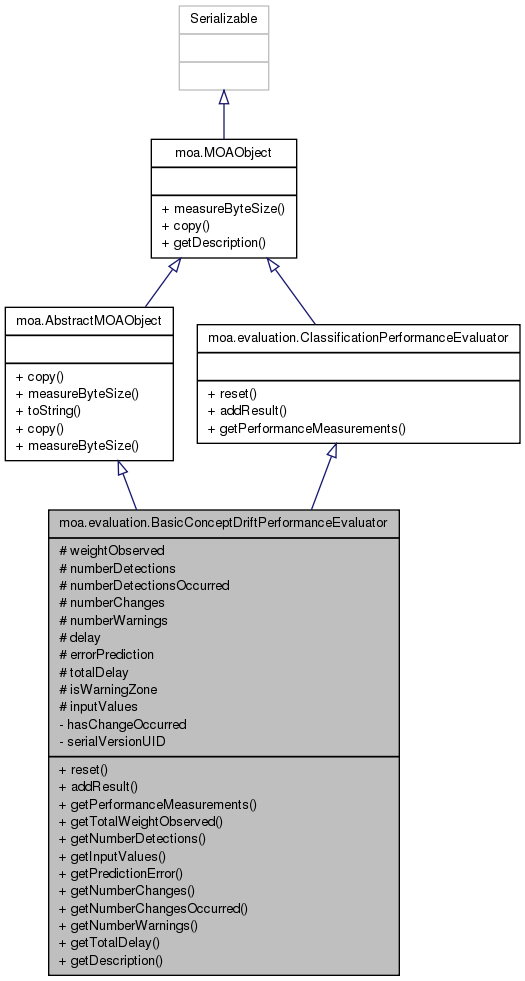 Serializable
moa.MOAObject
+ measureByteSize()
+ copy()
+ getDescription()
moa.AbstractMOAObject
+ copy()
+ measureByteSize()
+ toString()
+ copy()
+ measureByteSize()
moa.evaluation.ClassificationPerformanceEvaluator
+ reset()
+ addResult()
+ getPerformanceMeasurements()
moa.evaluation.BasicConceptDriftPerformanceEvaluator
# weightObserved
# numberDetections
# numberDetectionsOccurred
# numberChanges
# numberWarnings
# delay
# errorPrediction
# totalDelay
# isWarningZone
# inputValues
- hasChangeOccurred
- serialVersionUID
+ reset()
+ addResult()
+ getPerformanceMeasurements()
+ getTotalWeightObserved()
+ getNumberDetections()
+ getInputValues()
+ getPredictionError()
+ getNumberChanges()
+ getNumberChangesOccurred()
+ getNumberWarnings()
+ getTotalDelay()
+ getDescription()